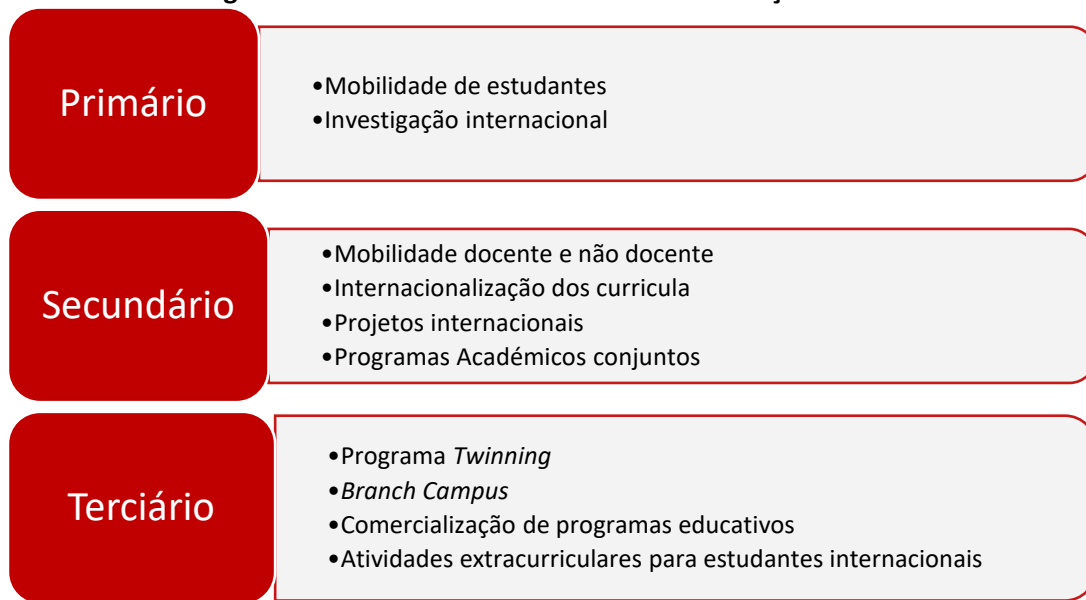 Primário
•Mobilidade de estudantes
•Investigação internacional
Secundário
•Mobilidade docente e não docente
•Internacionalização dos curricula
•Projetos internacionais
•Programas Académicos conjuntos
Terciário
•Programa Twinning
•Branch Campus
•Comercialização de programas educativos
•Atividades extracurriculares para estudantes internacionais